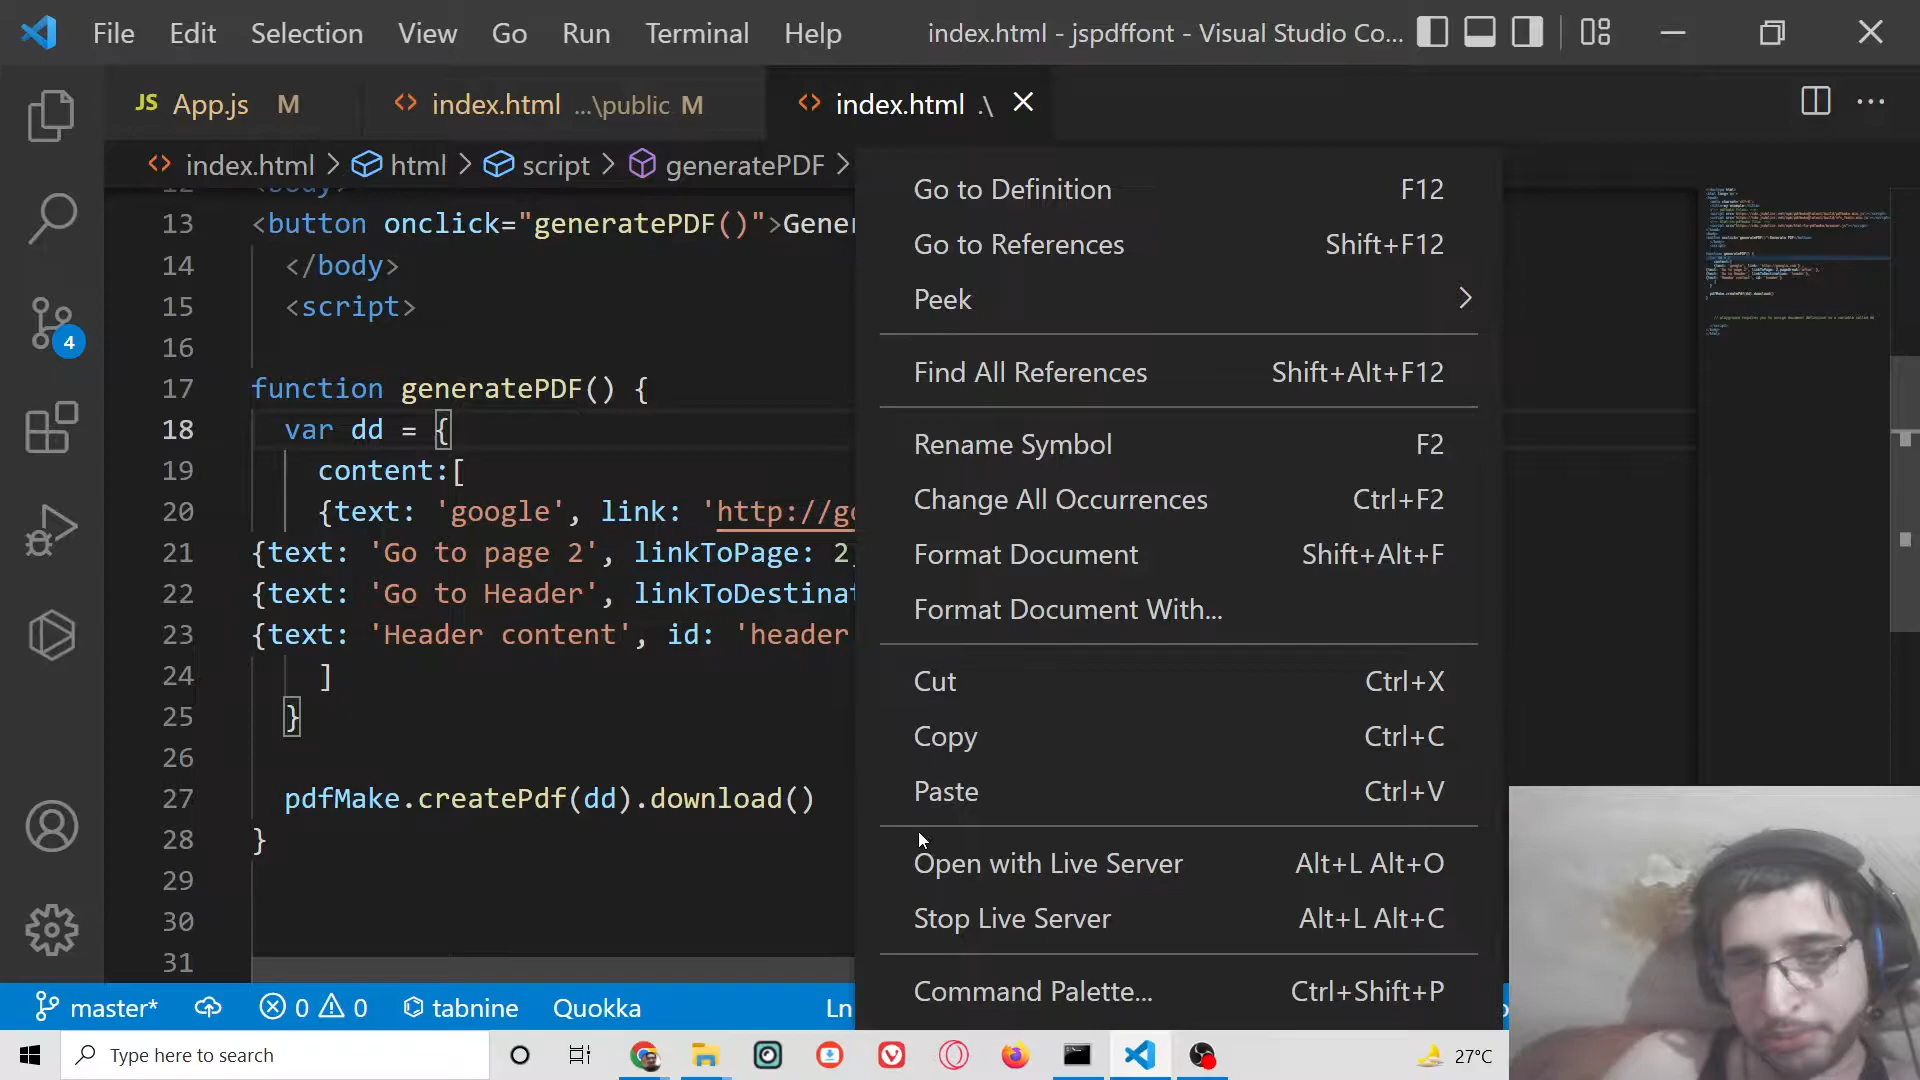 File Edit Selection View Go Run Terminal Help index.html - jspdffont - Visual Studio Co...
JS App.js M index.html ...\public M index.html .\
index.html > html > script > generatePDF >
13 <button onclick="generatePDF()">Gener
14 </body>
15 <script>
16
17 function generatePDF() {
18 var dd = {
19 content:[
20 {text: 'google', link: 'http://go
21 {text: 'Go to page 2', linkToPage: 2
22 {text: 'Go to Header', linkToDestinat
23 {text: 'Header content', id: 'header
24 ]
25 }
26
27 pdfMake.createPdf(dd).download()
28 }
29
30
31
Go to Definition F12
Go to References Shift+F12
Peek
Find All References Shift+Alt+F12
Rename Symbol F2
Change All Occurrences Ctrl+F2
Format Document Shift+Alt+F
Format Document With...
Cut Ctrl+X
Copy Ctrl+C
Paste Ctrl+V
Open with Live Server Alt+L Alt+O
Stop Live Server Alt+L Alt+C
Command Palette... Ctrl+Shift+P
4
master* 0 0 tabnine Quokka Ln
Type here to search 27°C